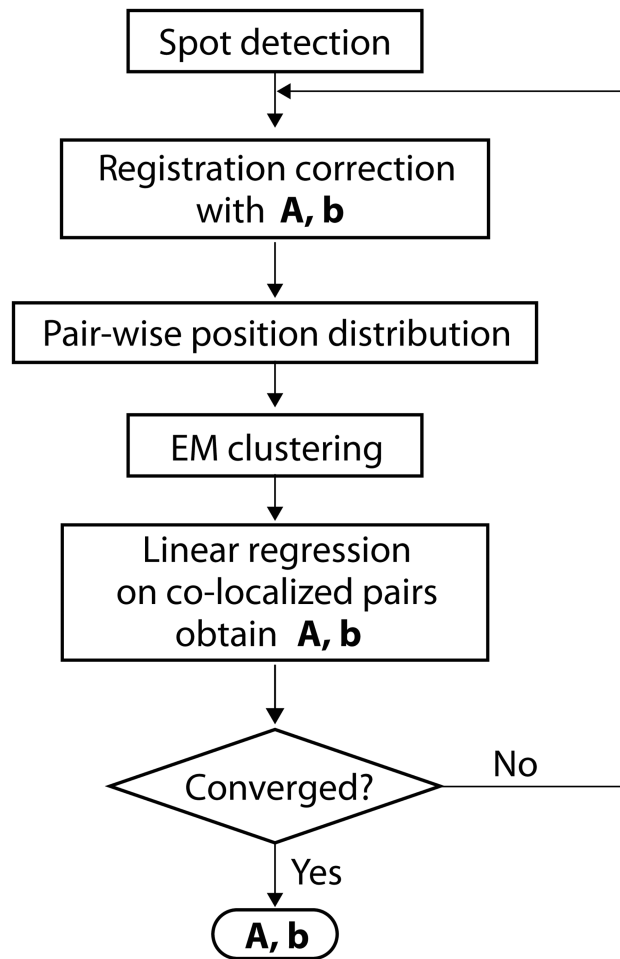 Spot detection
Registration correction
with A, b
Pair-wise position distribution
EM clustering
Linear regression
on co-localized pairs
obtain A, b
Converged?
No
Yes
A, b